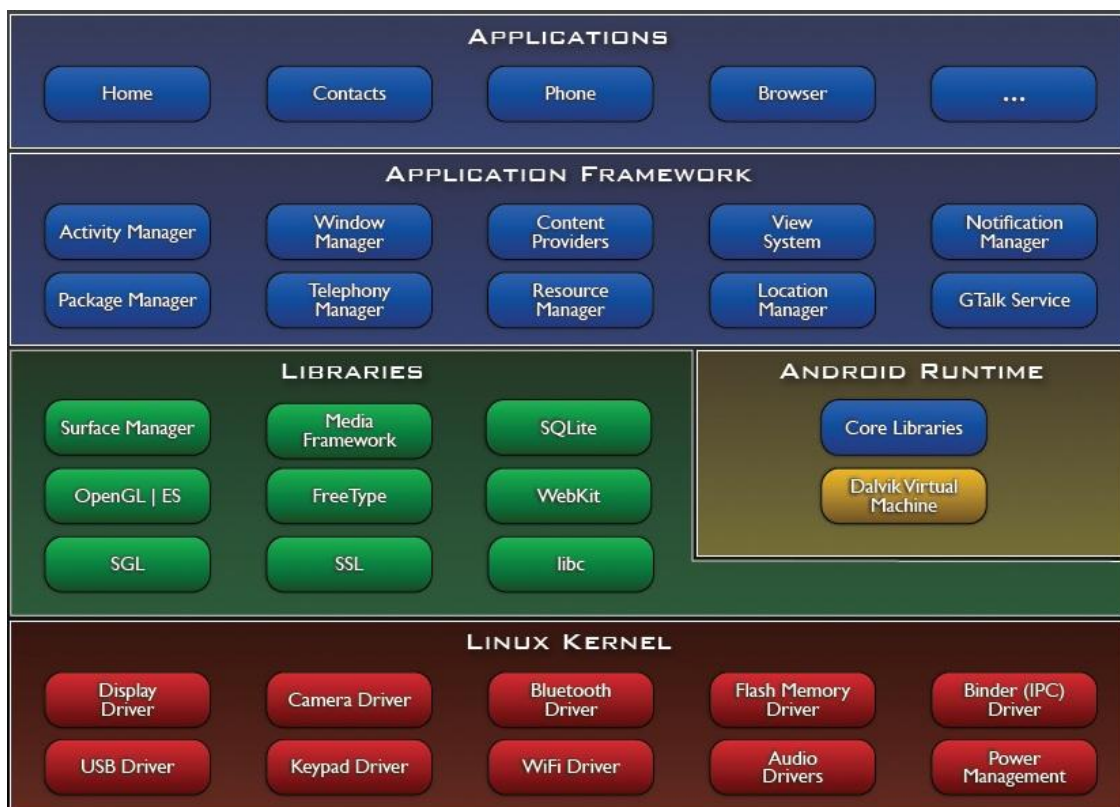 APPLICATIONS
Home
Contacts
Phone
Browser
...
APPLICATION FRAMEWORK
Activity Manager
Window
Manager
Content
Providers
View
System
Notification
Manager
Package Manager
Telephony
Manager
Resource
Manager
Location
Manager
GTalk Service
LIBRARIES
Surface Manager
Media
Framework
SQLite
OpenGL | ES
FreeType
WebKit
SGL
SSL
libc
ANDROID RUNTIME
Core Libraries
Dalvik Virtual
Machine
LINUX KERNEL
Display
Driver
Camera Driver
Bluetooth
Driver
Flash Memory
Driver
Binder (IPC)
Driver
USB Driver
Keypad Driver
WiFi Driver
Audio
Drivers
Power
Management